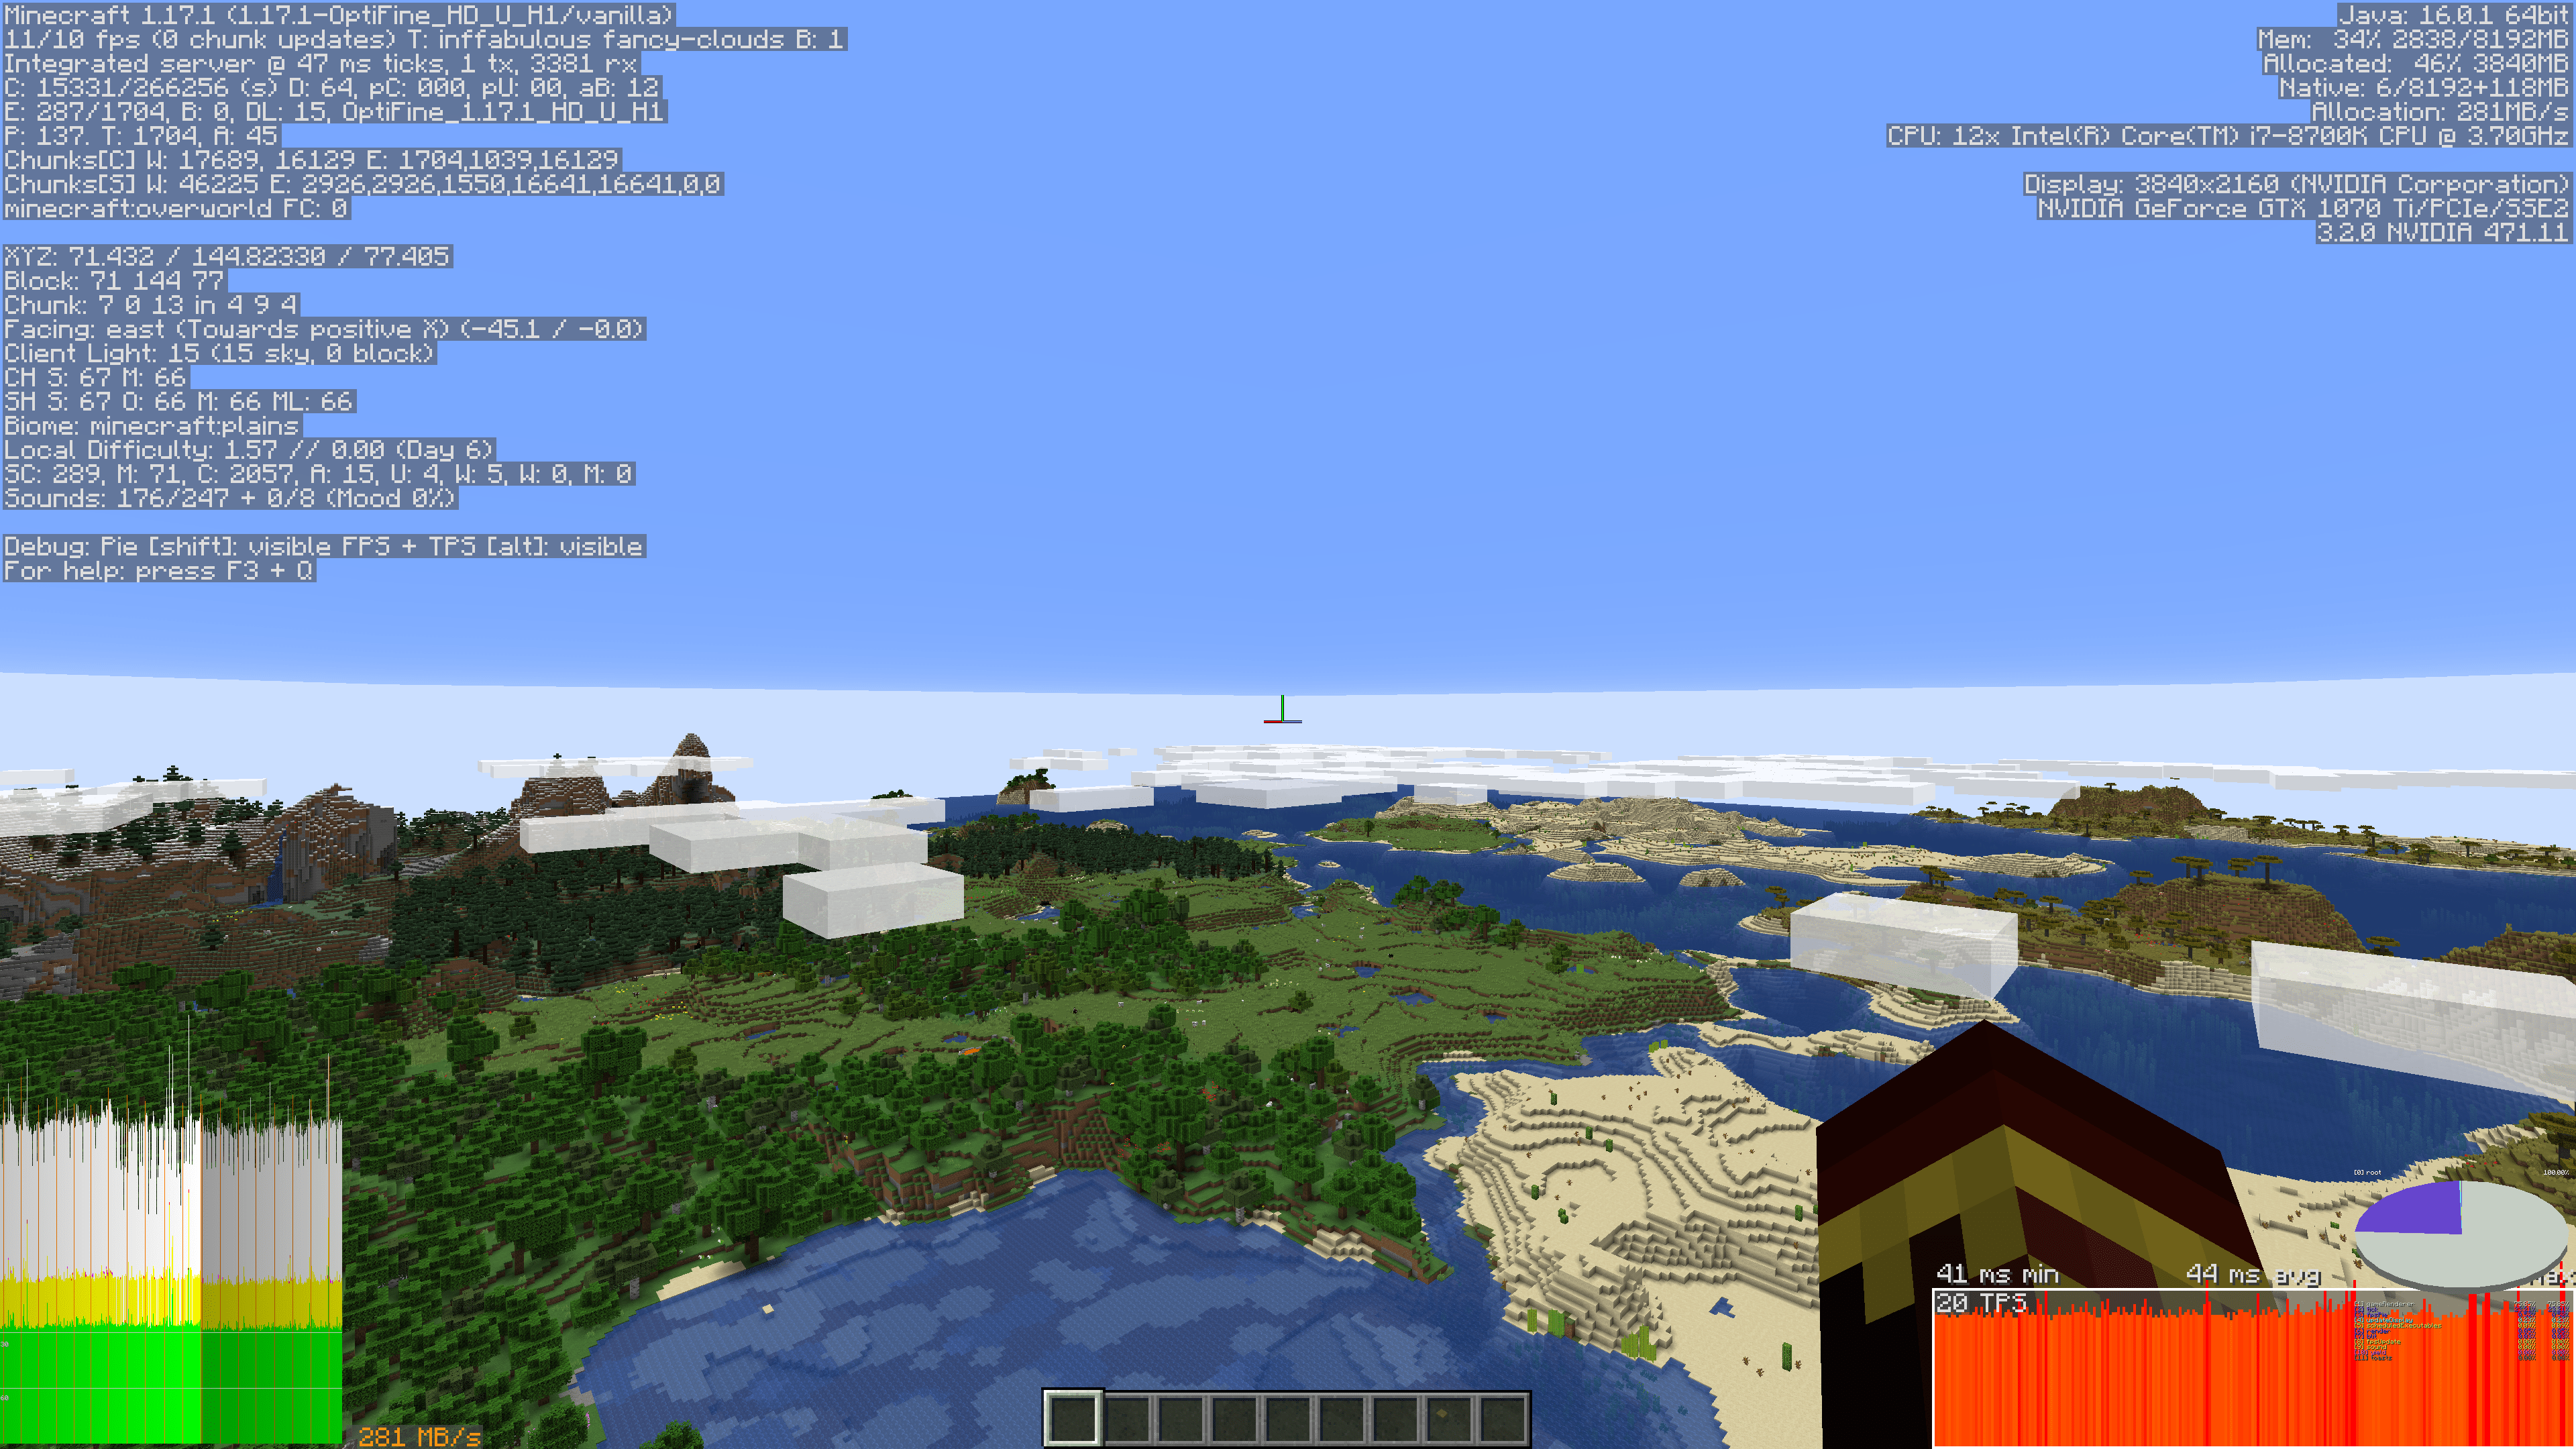 Minecraft 1.17.1 (1.17.1-OptiFine_HD_U_H1/vanilla)
11/10 fps (0 chunk updates) T: inffabulous fancy-clouds B: 1
Integrated server @ 47 ms ticks, 1 tx, 3381 rx
C: 15331/266256 (s) D: 64, pC: 000, pU: 00, aB: 12
E: 287/1704, B: 0, DL: 15, OptiFine_1.17.1_HD_U_H1
P: 137. T: 1704, A: 45
Chunks[C] W: 17689, 16129 E: 1704,1039,16129
Chunks[S] W: 46225 E: 2926,2926,1550,16641,16641,0,0
minecraft:overworld FC: 0
XYZ: 71.432 / 144.82330 / 77.405
Block: 71 144 77
Chunk: 7 0 13 in 4 9 4
Facing: east (Towards positive X) (-45.1 / -0.0)
Client Light: 15 (15 sky, 0 block)
CH S: 67 M: 66
SH S: 67 O: 66 M: 66 ML: 66
Biome: minecraft:plains
Local Difficulty: 1.57 // 0.00 (Day 6)
SC: 289, M: 71, C: 2057, A: 15, U: 4, W: 5, W: 0, M: 0
Sounds: 176/247 + 0/8 (Mood 0%)
Debug: Pie [shift]: visible FPS + TPS [alt]: visible
For help: press F3 + Q
Java: 16.0.1 64bit
Mem: 34% 2838/8192MB
Allocated: 46% 3840MB
Native: 6/8192+118MB
Allocation: 281MB/s
CPU: 12x Intel(R) Core(TM) i7-8700K CPU @ 3.70GHz
Display: 3840x2160 (NVIDIA Corporation)
NVIDIA GeForce GTX 1070 Ti/PCIe/SSE2
3.2.0 NVIDIA 471.11
[0] root 100.00%
41 ms min 44 ms avg
20 TPS
30
60
281 MB/s